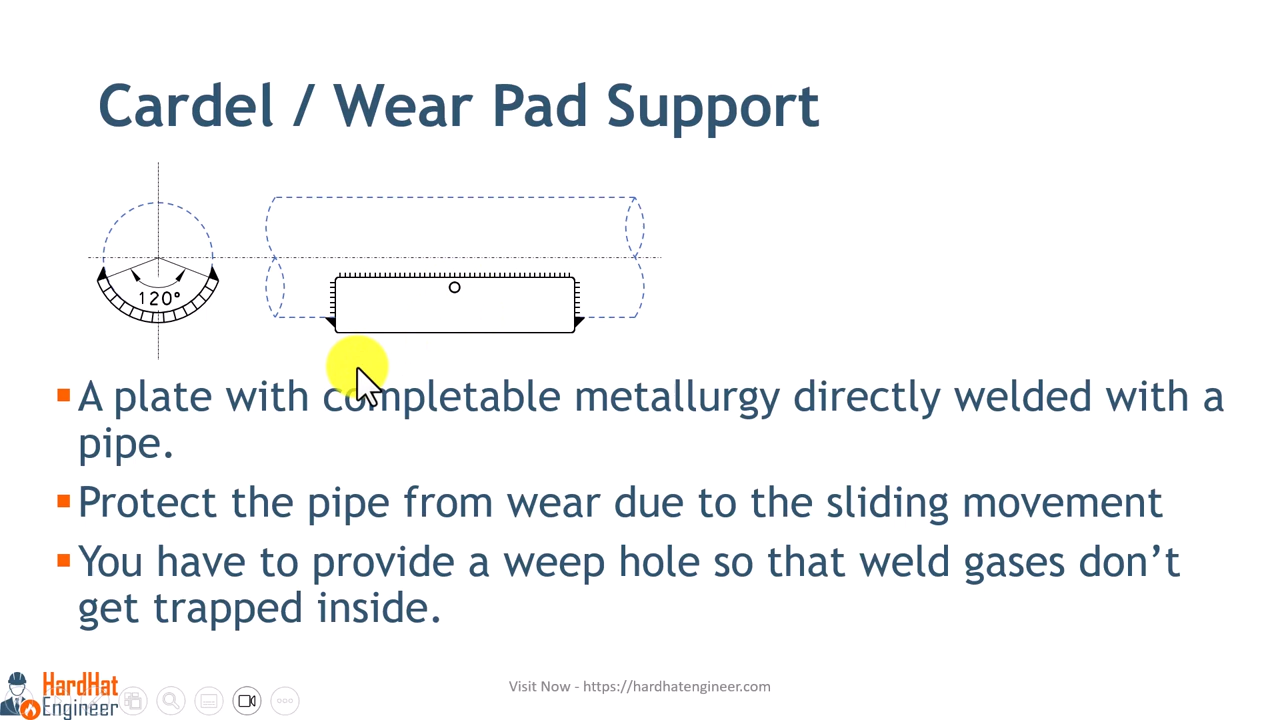 Cardel / Wear Pad Support
120°
A plate with completable metallurgy directly welded with a
pipe.
Protect the pipe from wear due to the sliding movement
You have to provide a weep hole so that weld gases don’t
get trapped inside.
HardHat
Engineer
Visit Now - https://hardhatengineer.com